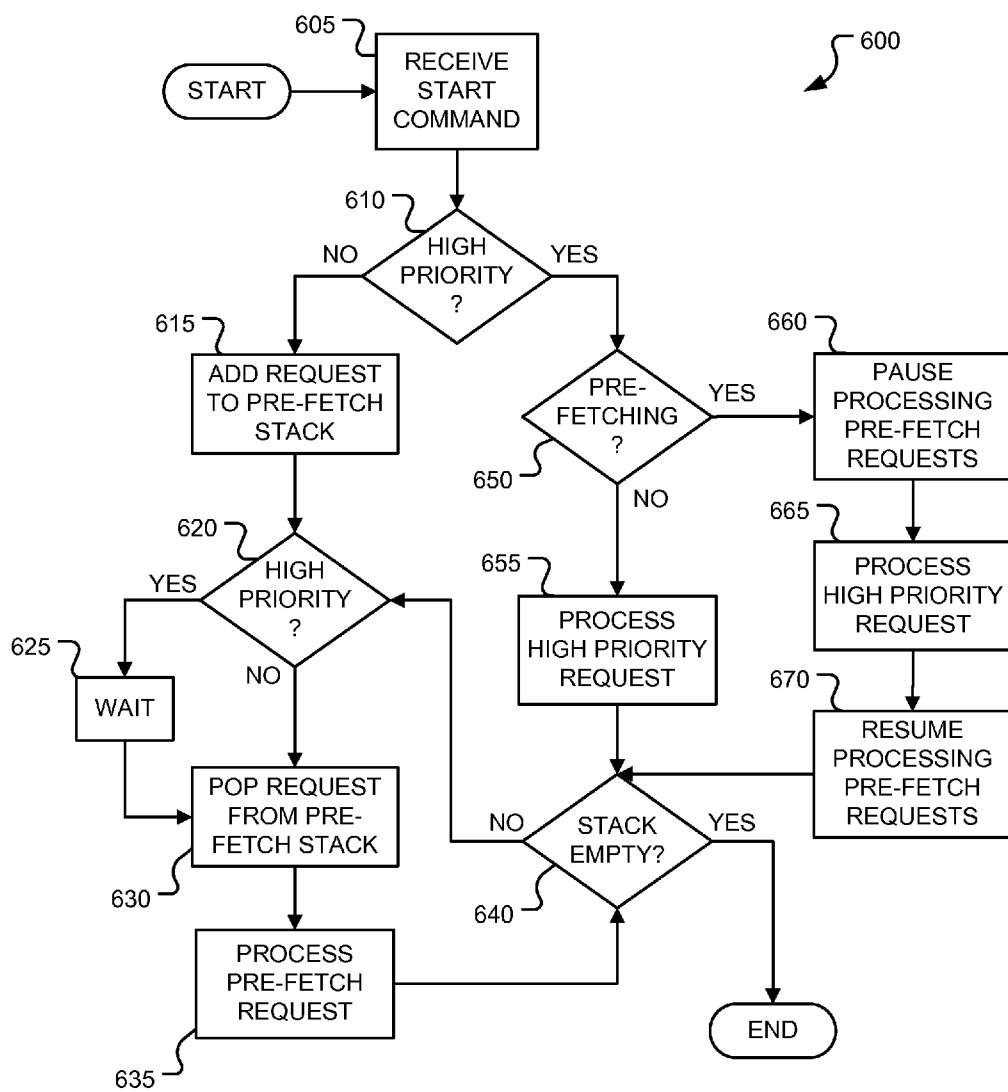 605
600
START
RECEIVE
START
COMMAND
610
NO
HIGH
PRIORITY
?
YES
615
ADD REQUEST
TO PRE-FETCH
STACK
PRE-
FETCHING
?
YES
650
NO
660
PAUSE
PROCESSING
PRE-FETCH
REQUESTS
620
YES
HIGH
PRIORITY
?
NO
625
WAIT
655
PROCESS
HIGH PRIORITY
REQUEST
665
PROCESS
HIGH PRIORITY
REQUEST
670
RESUME
PROCESSING
PRE-FETCH
REQUESTS
POP REQUEST
FROM PRE-
FETCH STACK
630
NO
STACK
EMPTY?
YES
640
PROCESS
PRE-FETCH
REQUEST
635
END